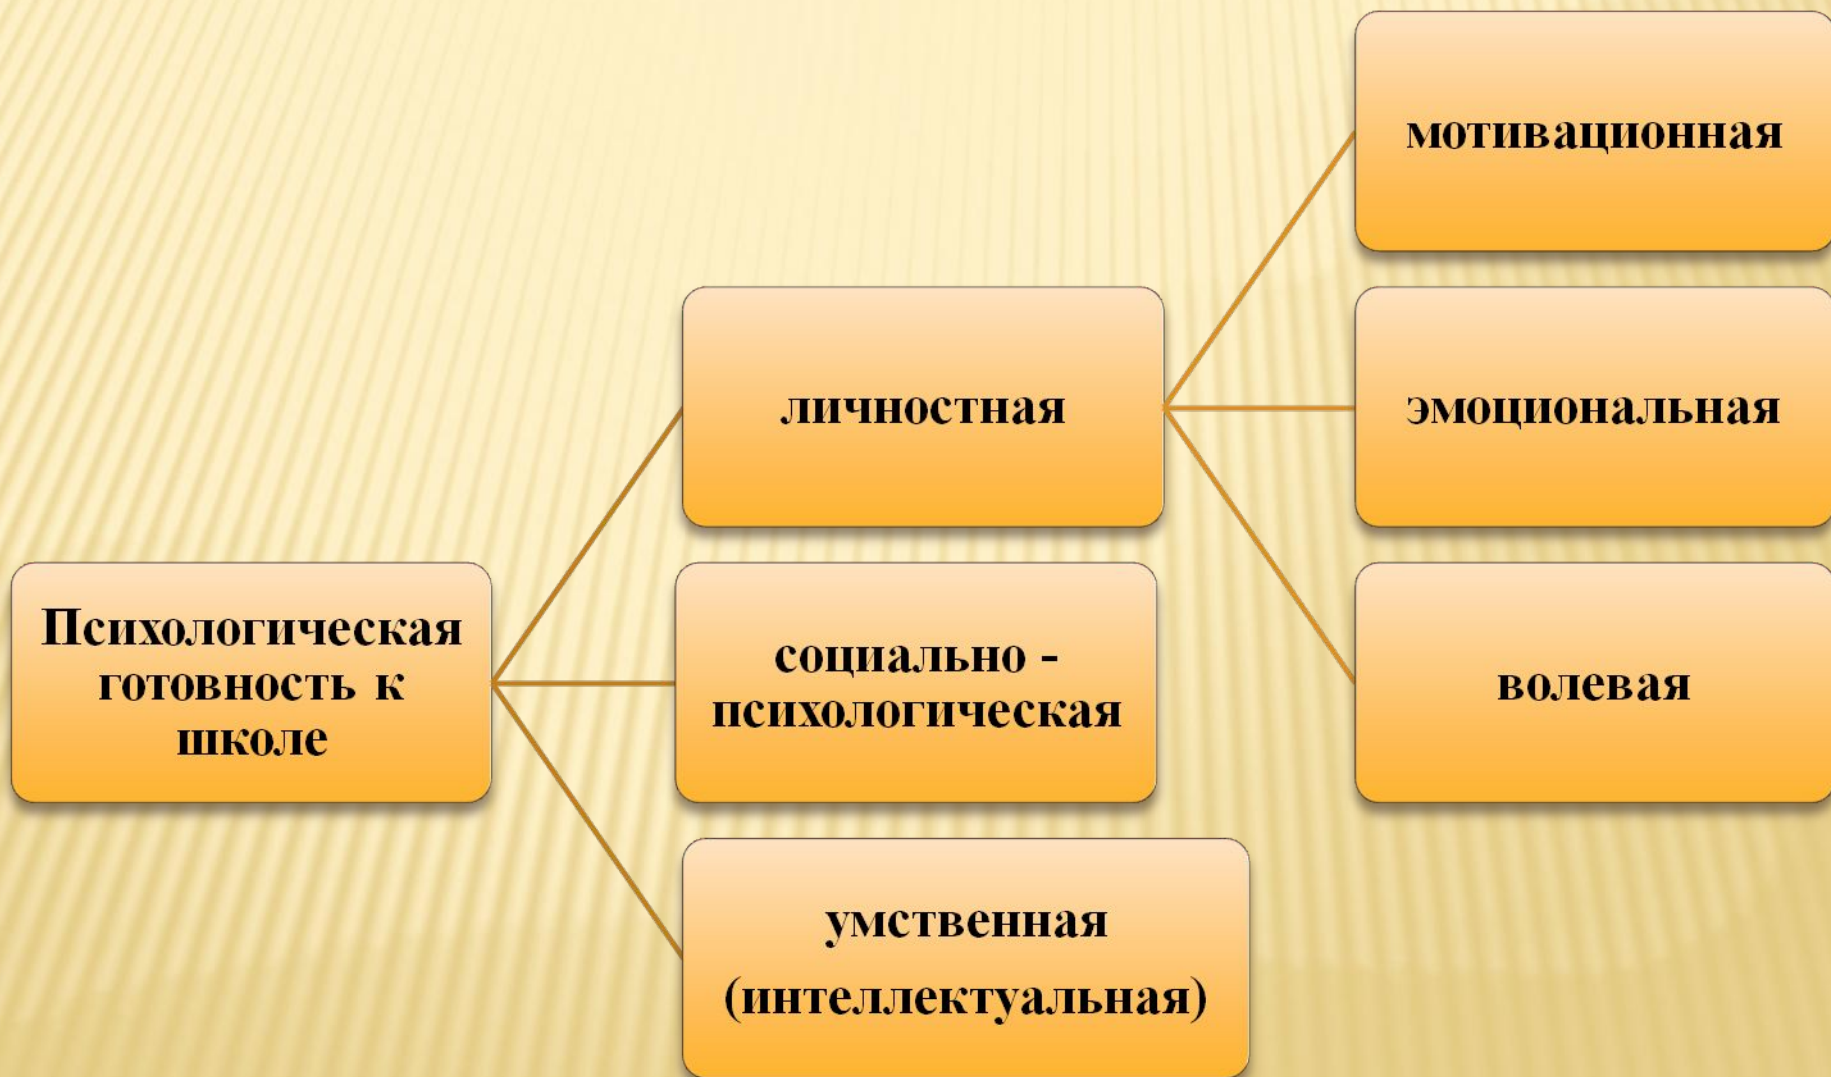 Психологическая
готовность к
школе
личностная
социально -
психологическая
умственная
(интеллектуальная)
мотивационная
эмоциональная
волевая